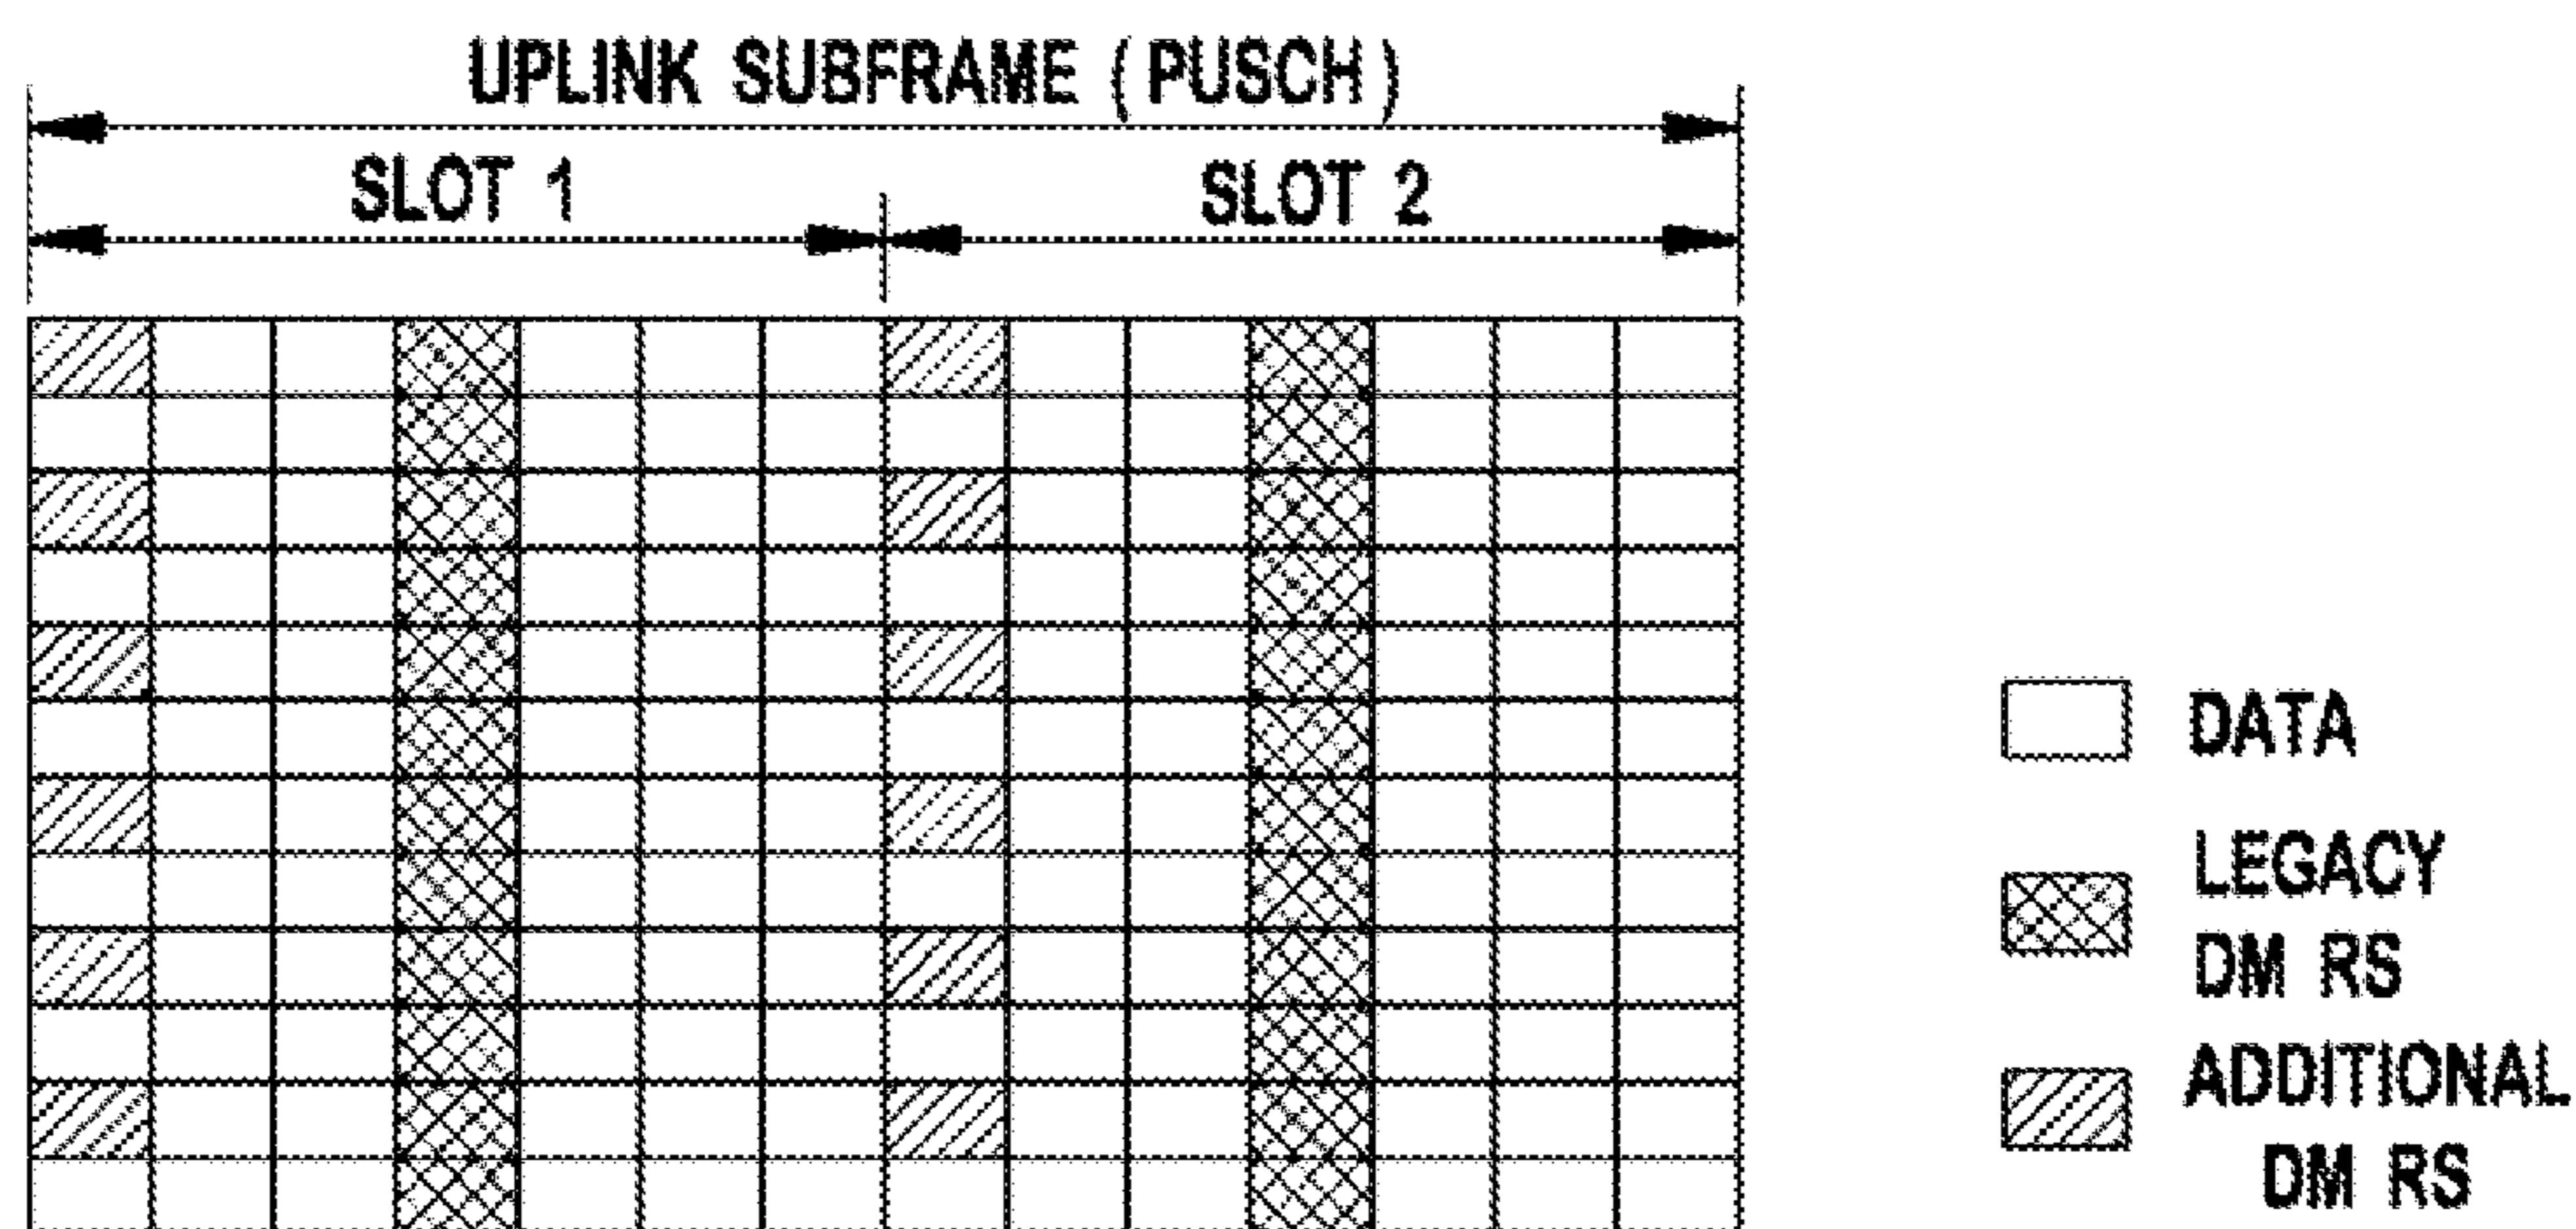 UPLINK SUBFRAME ( PUSCH )
SLOT 1
SLOT 2
DATA
LEGACY
DM RS
ADDITIONAL
DM RS